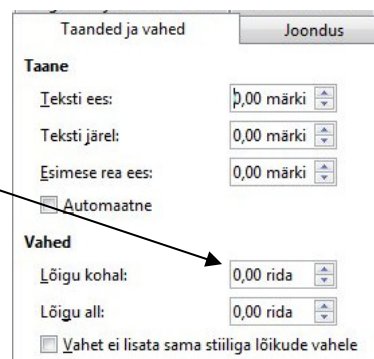 Taanded ja vahed Joondus
Taane
Teksti ees: 0,00 märki
Teksti järel: 0,00 märki
Esimese rea ees: 0,00 märki
Automaatne
Vahed
Lõigu kohal: 0,00 rida
Lõigu all: 0,00 rida
Vahet ei lisata sama stiiliga lõikude vahele